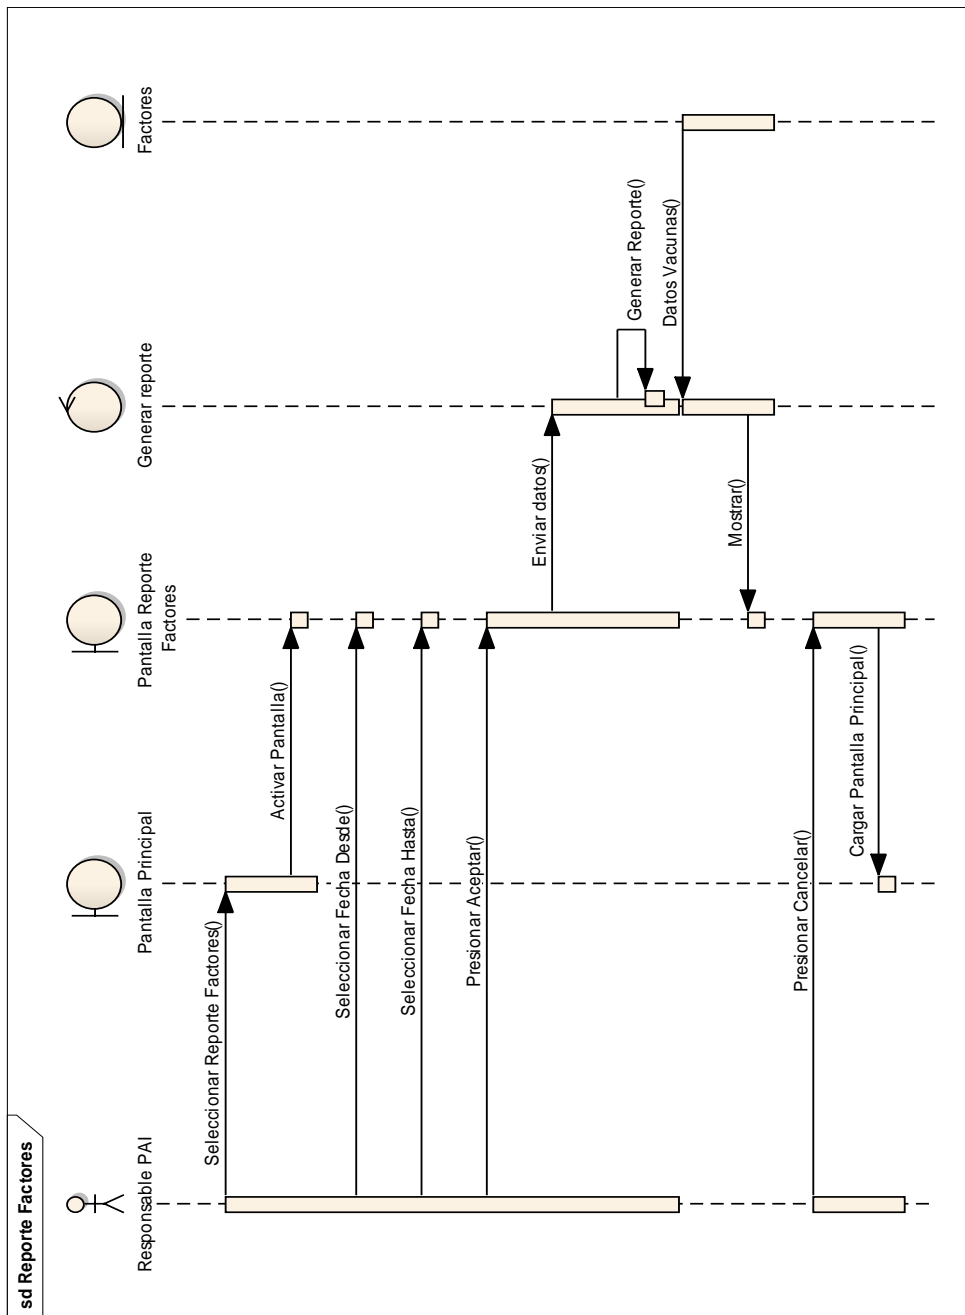 sd Reporte Factores
Responsable PAI
Pantalla Principal
Pantalla Reporte
Factores
Generar reporte
Factores
Seleccionar Reporte Factores()
Activar Pantalla()
Seleccionar Fecha Desde()
Seleccionar Fecha Hasta()
Presionar Aceptar()
Enviar datos()
Generar Reporte()
Datos Vacunas()
Mostrar()
Presionar Cancelar()
Cargar Pantalla Principal()